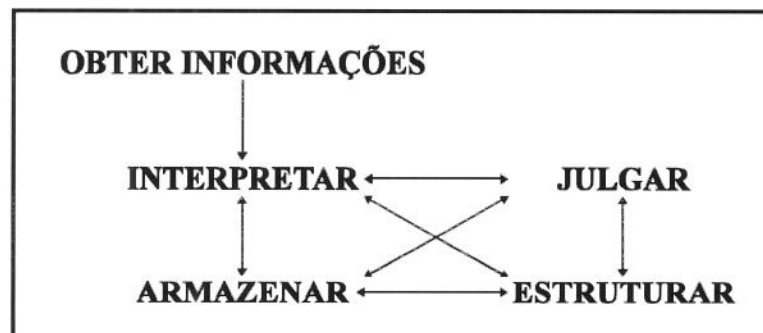 OBTER INFORMAÇÕES
INTERPRETAR JULGAR
ARMAZENAR ESTRUTURAR